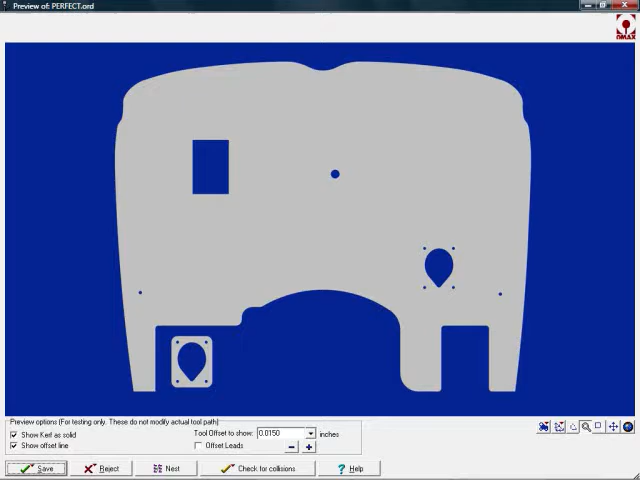 Preview of: PERFECT.ord
OMAX
Preview options (For testing only. These do not modify actual tool path)
Show Kerf as solid
Tool Offset to show: 0.0150 inches
Show offset line
Offset Leads
Save
Reject
Nest
Check for collisions
? Help